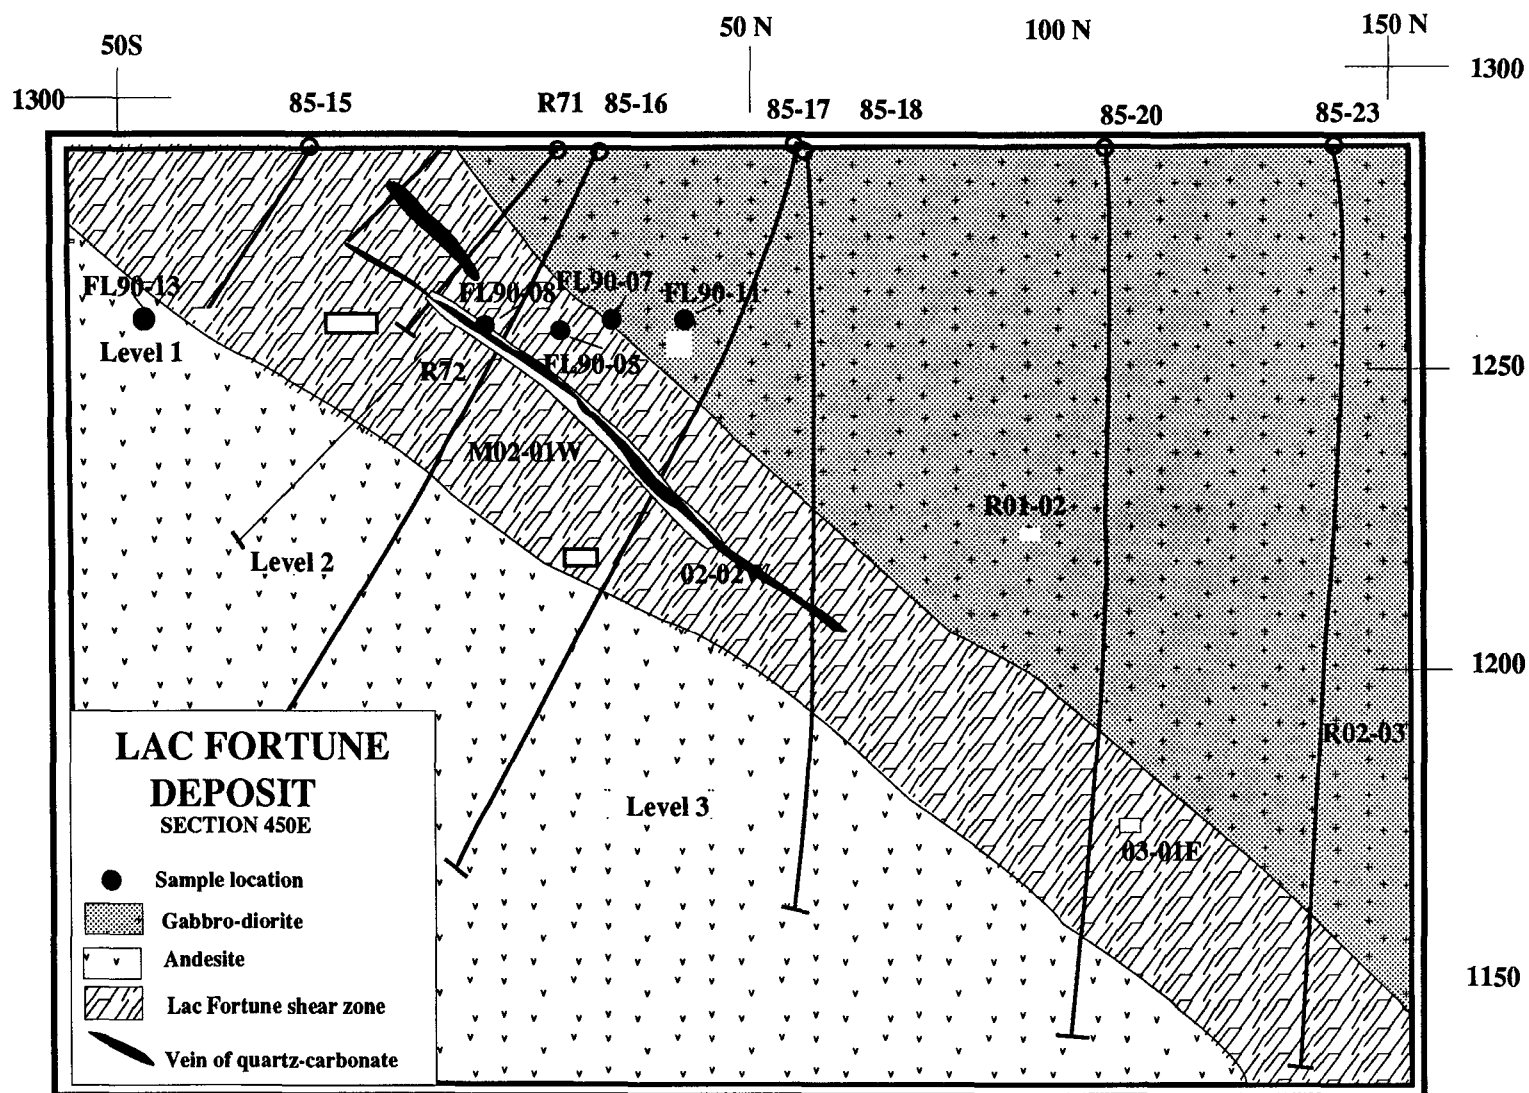 50S
50 N
100 N
150 N
1300
1300
85-15
R71
85-16
85-17
85-18
85-20
85-23
FL90-13
FL90-08
FL90-07
FL90-11
Level 1
FL90-05
R72
1250
M02-01W
R01-02
Level 2
02-02W
1200
R02-03
Level 3
03-01E
1150
LAC FORTUNE
DEPOSIT
SECTION 450E
Sample location
Gabbro-diorite
Andesite
Lac Fortune shear zone
Vein of quartz-carbonate